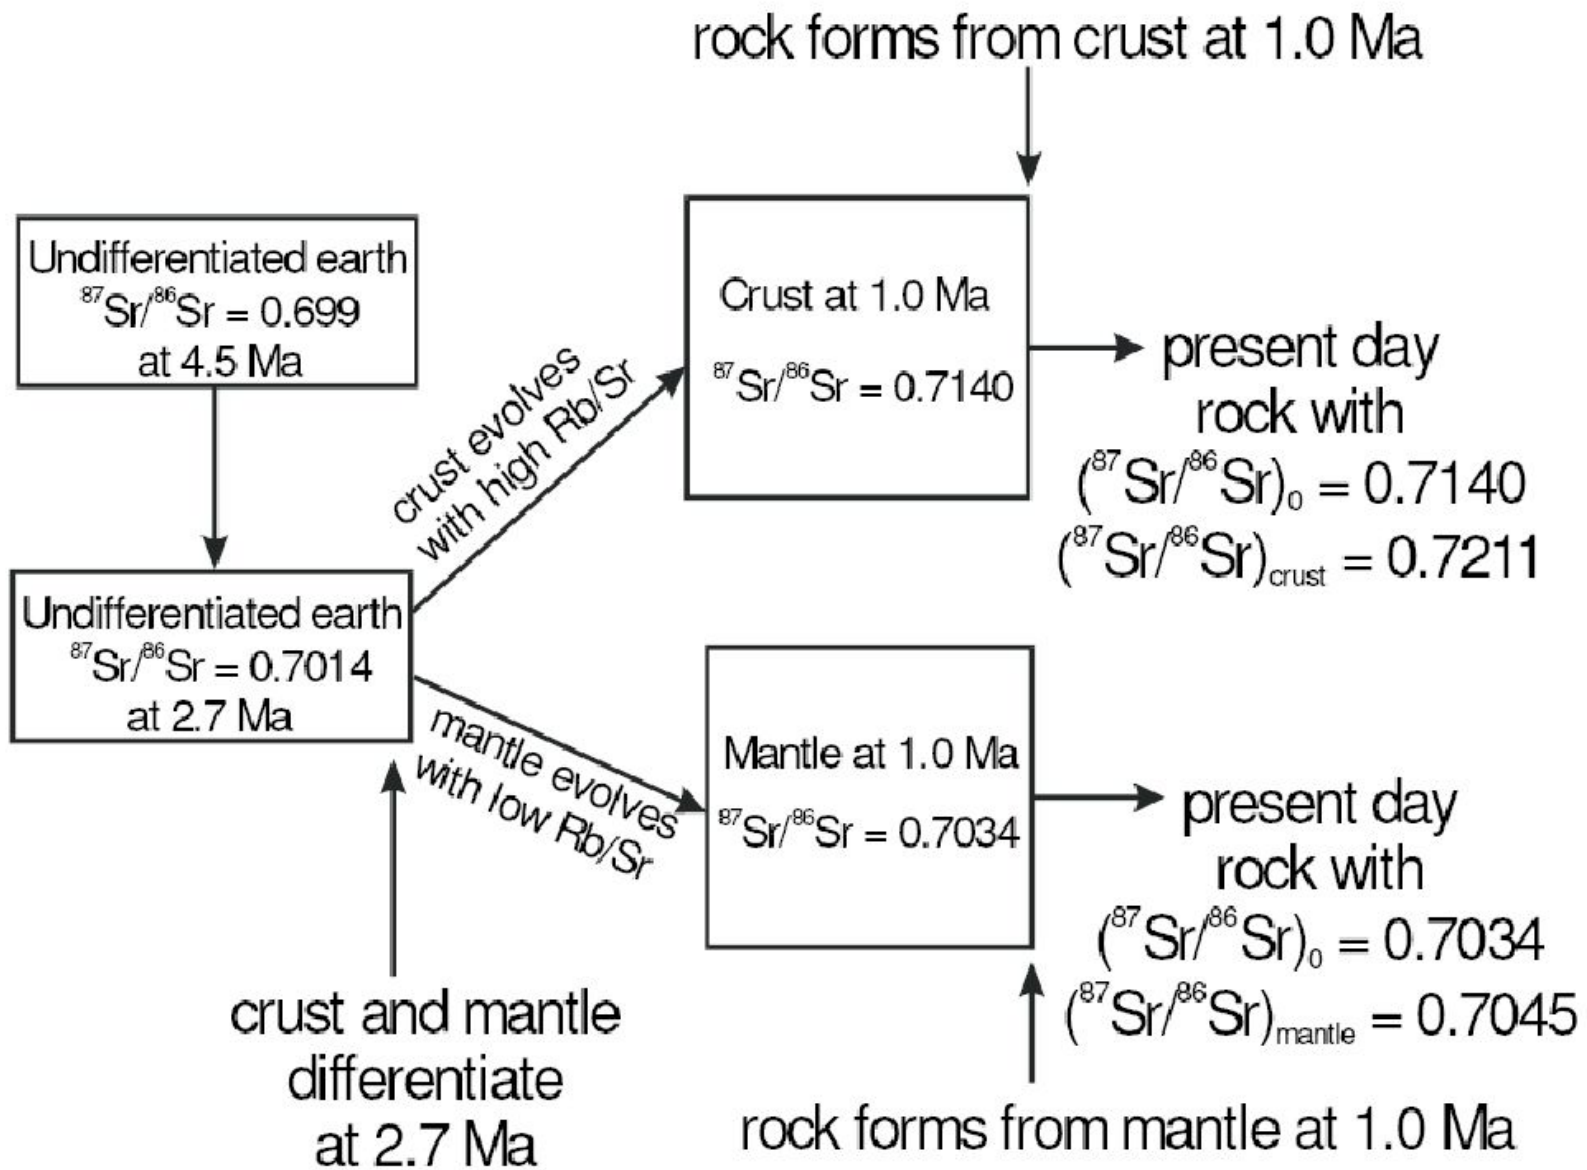 rock forms from crust at 1.0 Ma
Undifferentiated earth
⁸⁷Sr/⁸⁶Sr = 0.699
at 4.5 Ma
Crust at 1.0 Ma
⁸⁷Sr/⁸⁶Sr = 0.7140
crust evolves
with high Rb/Sr
present day
rock with
(⁸⁷Sr/⁸⁶Sr)₀ = 0.7140
(⁸⁷Sr/⁸⁶Sr)crust = 0.7211
Undifferentiated earth
⁸⁷Sr/⁸⁶Sr = 0.7014
at 2.7 Ma
mantle evolves
with low Rb/Sr
Mantle at 1.0 Ma
⁸⁷Sr/⁸⁶Sr = 0.7034
present day
rock with
(⁸⁷Sr/⁸⁶Sr)₀ = 0.7034
(⁸⁷Sr/⁸⁶Sr)mantle = 0.7045
crust and mantle
differentiate
at 2.7 Ma
rock forms from mantle at 1.0 Ma